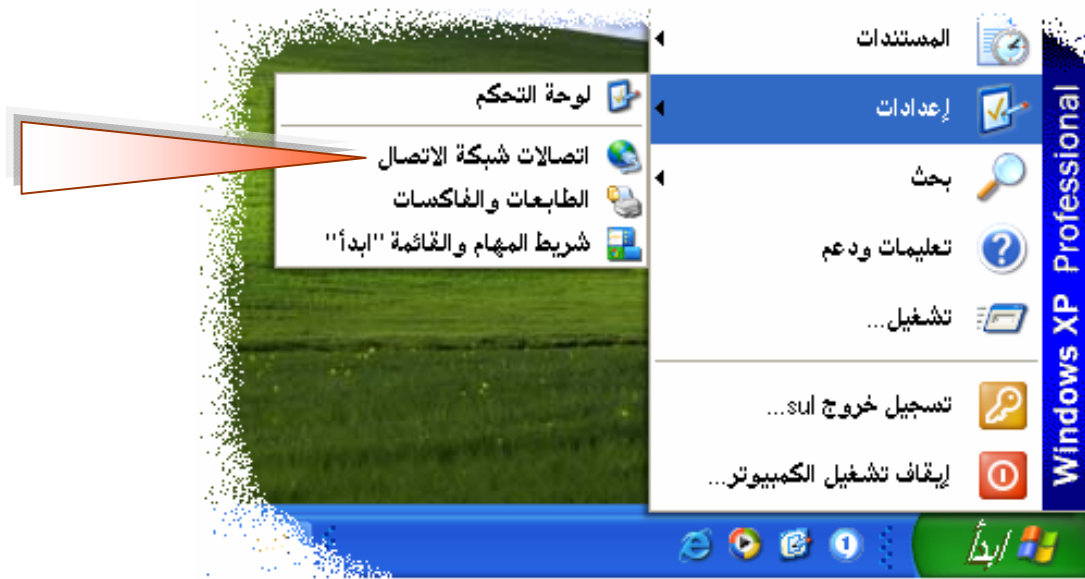 المستندات
إعدادات
بحث
تعليمات ودعم
تشغيل...
تسجيل خروج sul...
إيقاف تشغيل الكمبيوتر...
لوحة التحكم
اتصالات شبكة الاتصال
الطابعات والفاكسات
شريط المهام والقائمة "ابدأ"
Windows XP Professional
ابدأ
1